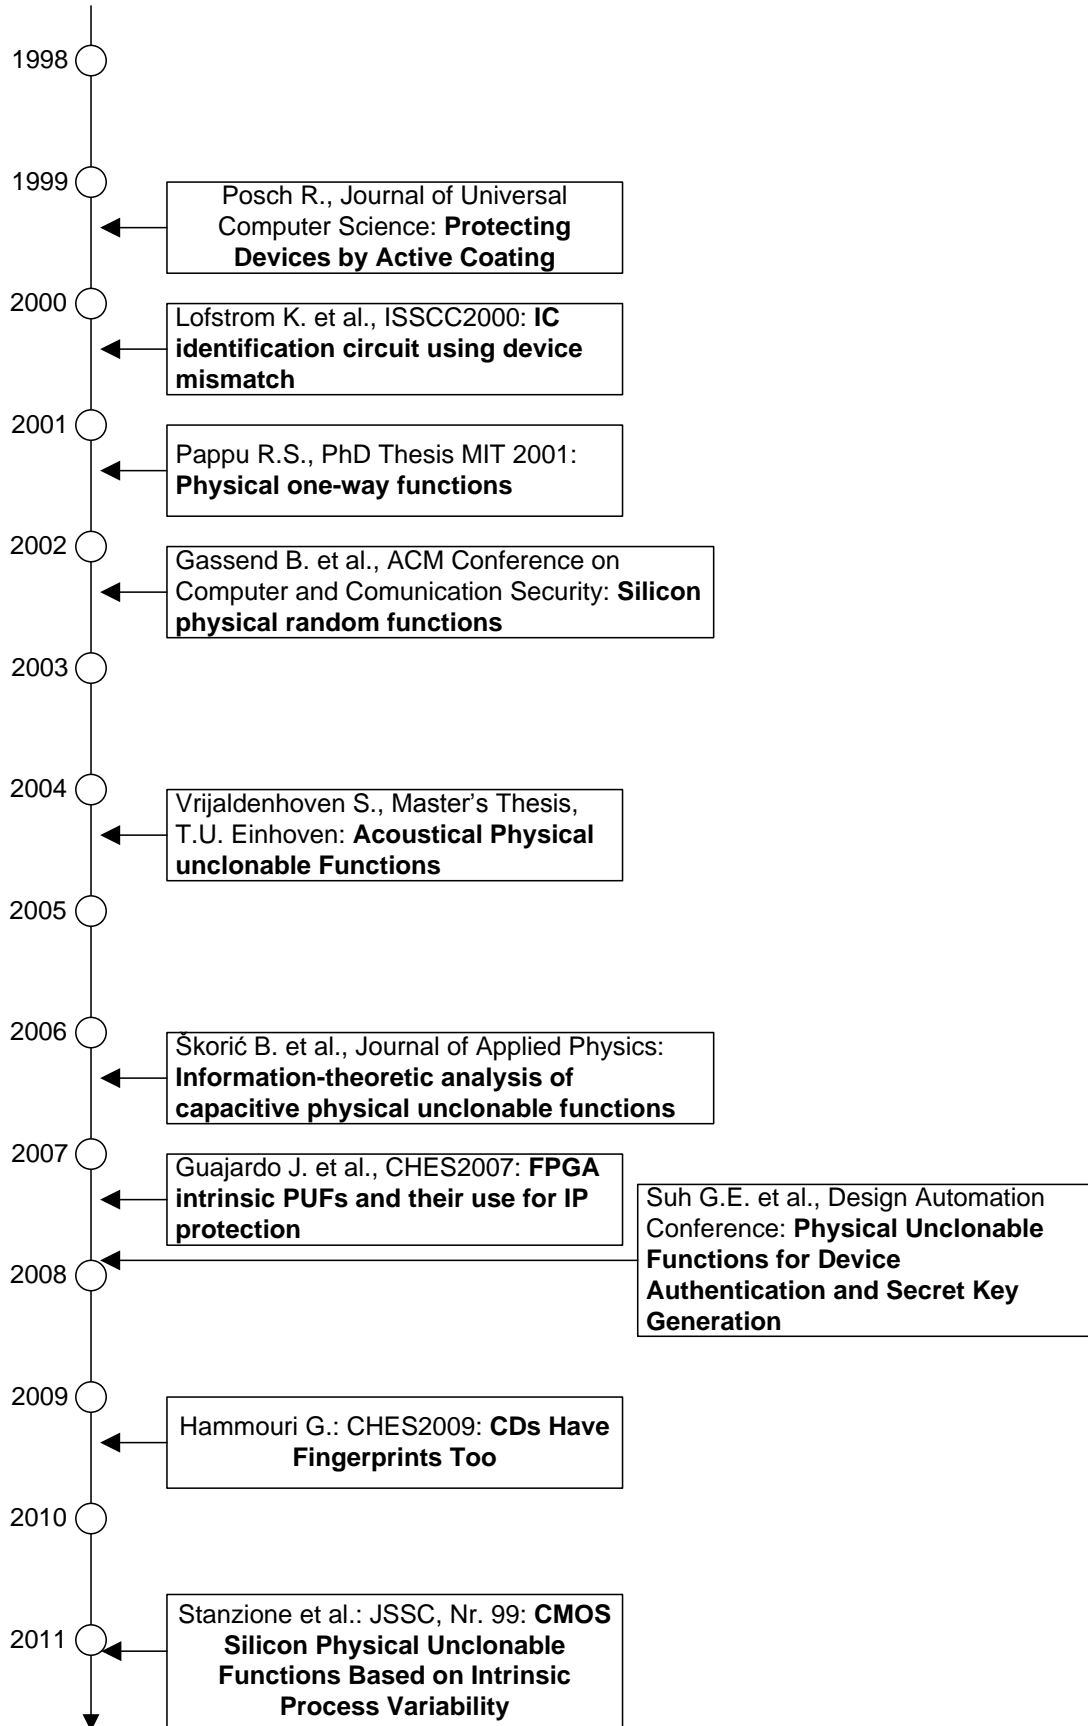 1998
1999
Posch R., Journal of Universal
Computer Science: Protecting
Devices by Active Coating
2000
Lofstrom K. et al., ISSCC2000: IC
identification circuit using device
mismatch
2001
Pappu R.S., PhD Thesis MIT 2001:
Physical one-way functions
2002
Gassend B. et al., ACM Conference on
Computer and Comunication Security: Silicon
physical random functions
2003
2004
Vrijaldenhoven S., Master’s Thesis,
T.U. Einhoven: Acoustical Physical
unclonable Functions
2005
2006
Škorić B. et al., Journal of Applied Physics:
Information-theoretic analysis of
capacitive physical unclonable functions
2007
Guajardo J. et al., CHES2007: FPGA
intrinsic PUFs and their use for IP
protection
Suh G.E. et al., Design Automation
Conference: Physical Unclonable
Functions for Device
Authentication and Secret Key
Generation
2008
2009
Hammouri G.: CHES2009: CDs Have
Fingerprints Too
2010
2011
Stanzione et al.: JSSC, Nr. 99: CMOS
Silicon Physical Unclonable
Functions Based on Intrinsic
Process Variability